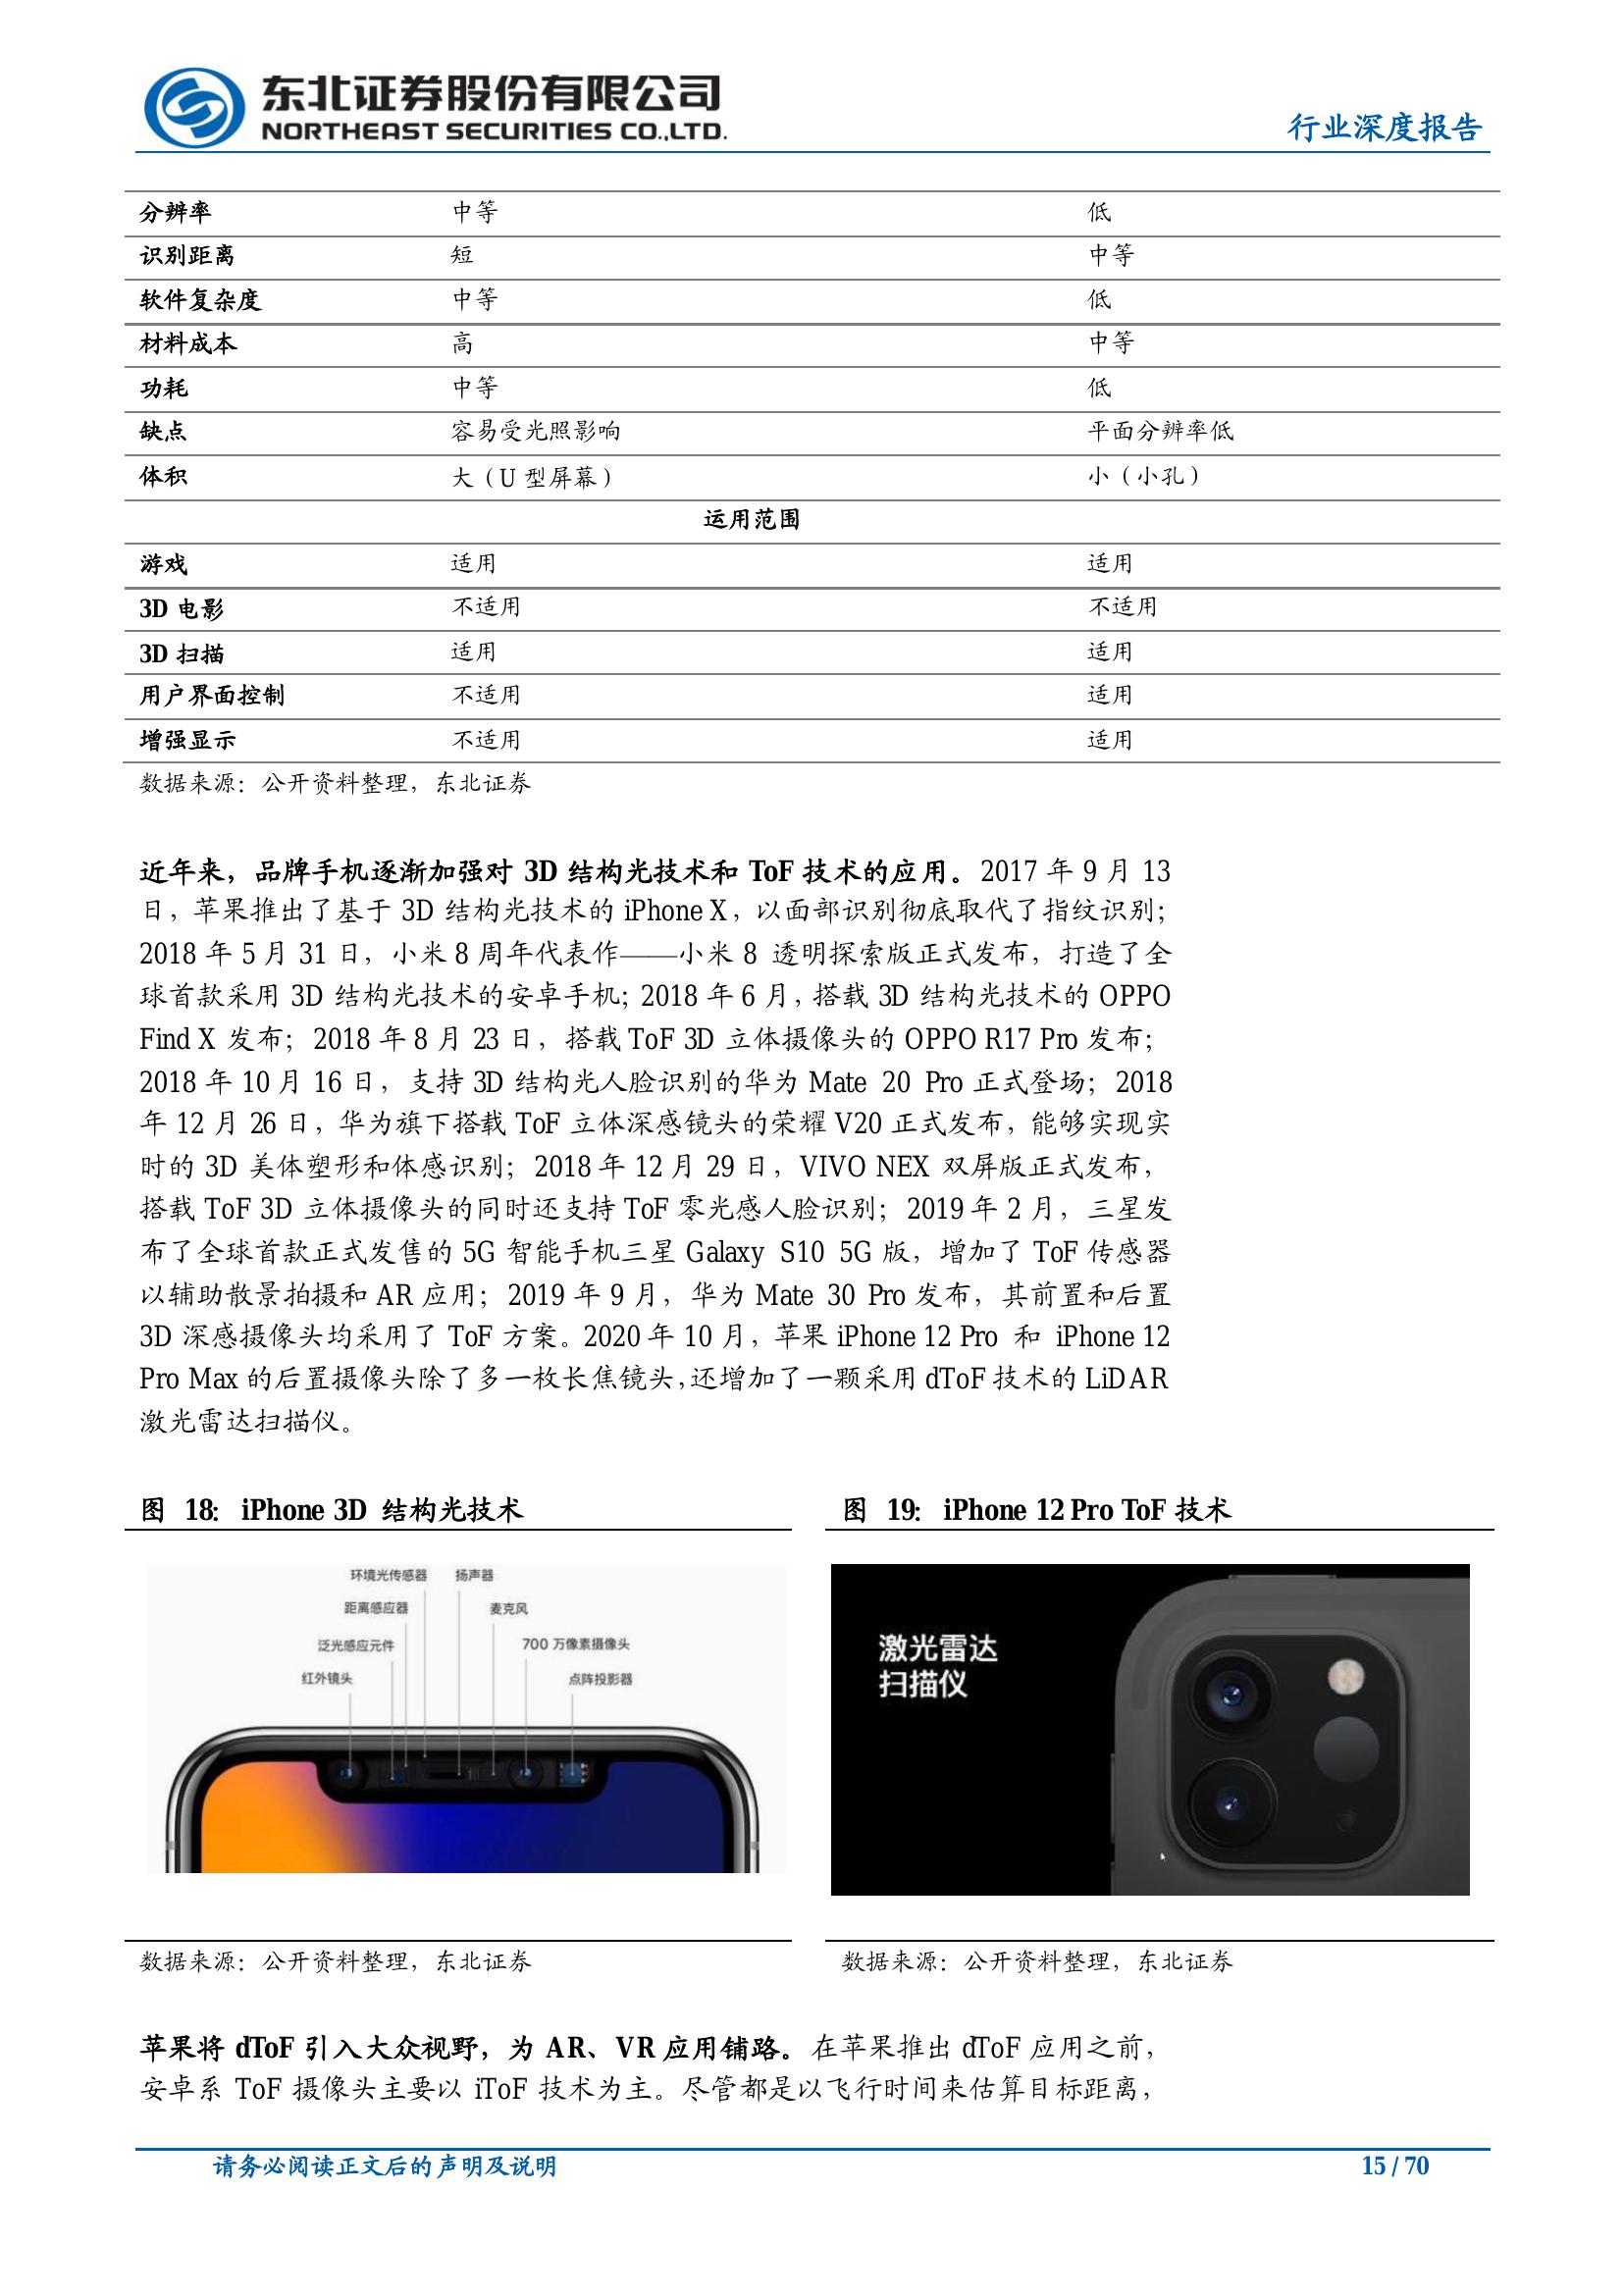 东北证券股份有限公司
NORTHEAST SECURITIES CO.,LTD.
行业深度报告
分辨率 中等 低
识别距离 短 中等
软件复杂度 中等 低
材料成本 高 中等
功耗 中等 低
缺点 容易受光照影响 平面分辨率低
体积 大（U 型屏幕） 小（小孔）
运用范围
游戏 适用 适用
3D 电影 不适用 不适用
3D 扫描 适用 适用
用户界面控制 不适用 适用
增强显示 不适用 适用
数据来源：公开资料整理，东北证券
近年来，品牌手机逐渐加强对 3D 结构光技术和 ToF 技术的应用。2017 年 9 月 13
日，苹果推出了基于 3D 结构光技术的 iPhone X，以面部识别彻底取代了指纹识别；
2018 年 5 月 31 日，小米 8 周年代表作——小米 8 透明探索版正式发布，打造了全
球首款采用 3D 结构光技术的安卓手机；2018 年 6 月，搭载 3D 结构光技术的 OPPO
Find X 发布；2018 年 8 月 23 日，搭载 ToF 3D 立体摄像头的 OPPO R17 Pro 发布；
2018 年 10 月 16 日，支持 3D 结构光人脸识别的华为 Mate 20 Pro 正式登场；2018
年 12 月 26 日，华为旗下搭载 ToF 立体深感镜头的荣耀 V20 正式发布，能够实现实
时的 3D 美体塑形和体感识别；2018 年 12 月 29 日，VIVO NEX 双屏版正式发布，
搭载 ToF 3D 立体摄像头的同时还支持 ToF 零光感人脸识别；2019 年 2 月，三星发
布了全球首款正式发售的 5G 智能手机三星 Galaxy S10 5G 版，增加了 ToF 传感器
以辅助散景拍摄和 AR 应用；2019 年 9 月，华为 Mate 30 Pro 发布，其前置和后置
3D 深感摄像头均采用了 ToF 方案。2020 年 10 月，苹果 iPhone 12 Pro 和 iPhone 12
Pro Max 的后置摄像头除了多一枚长焦镜头，还增加了一颗采用 dToF 技术的 LiDAR
激光雷达扫描仪。
图 18：iPhone 3D 结构光技术
环境光传感器 扬声器
距离感应器 麦克风
泛光感应元件 700 万像素摄像头
红外镜头 点阵投影器
数据来源：公开资料整理，东北证券
图 19：iPhone 12 Pro ToF 技术
激光雷达
扫描仪
数据来源：公开资料整理，东北证券
苹果将 dToF 引入大众视野，为 AR、VR 应用铺路。在苹果推出 dToF 应用之前，
安卓系 ToF 摄像头主要以 iToF 技术为主。尽管都是以飞行时间来估算目标距离，
请务必阅读正文后的声明及说明
15 / 70